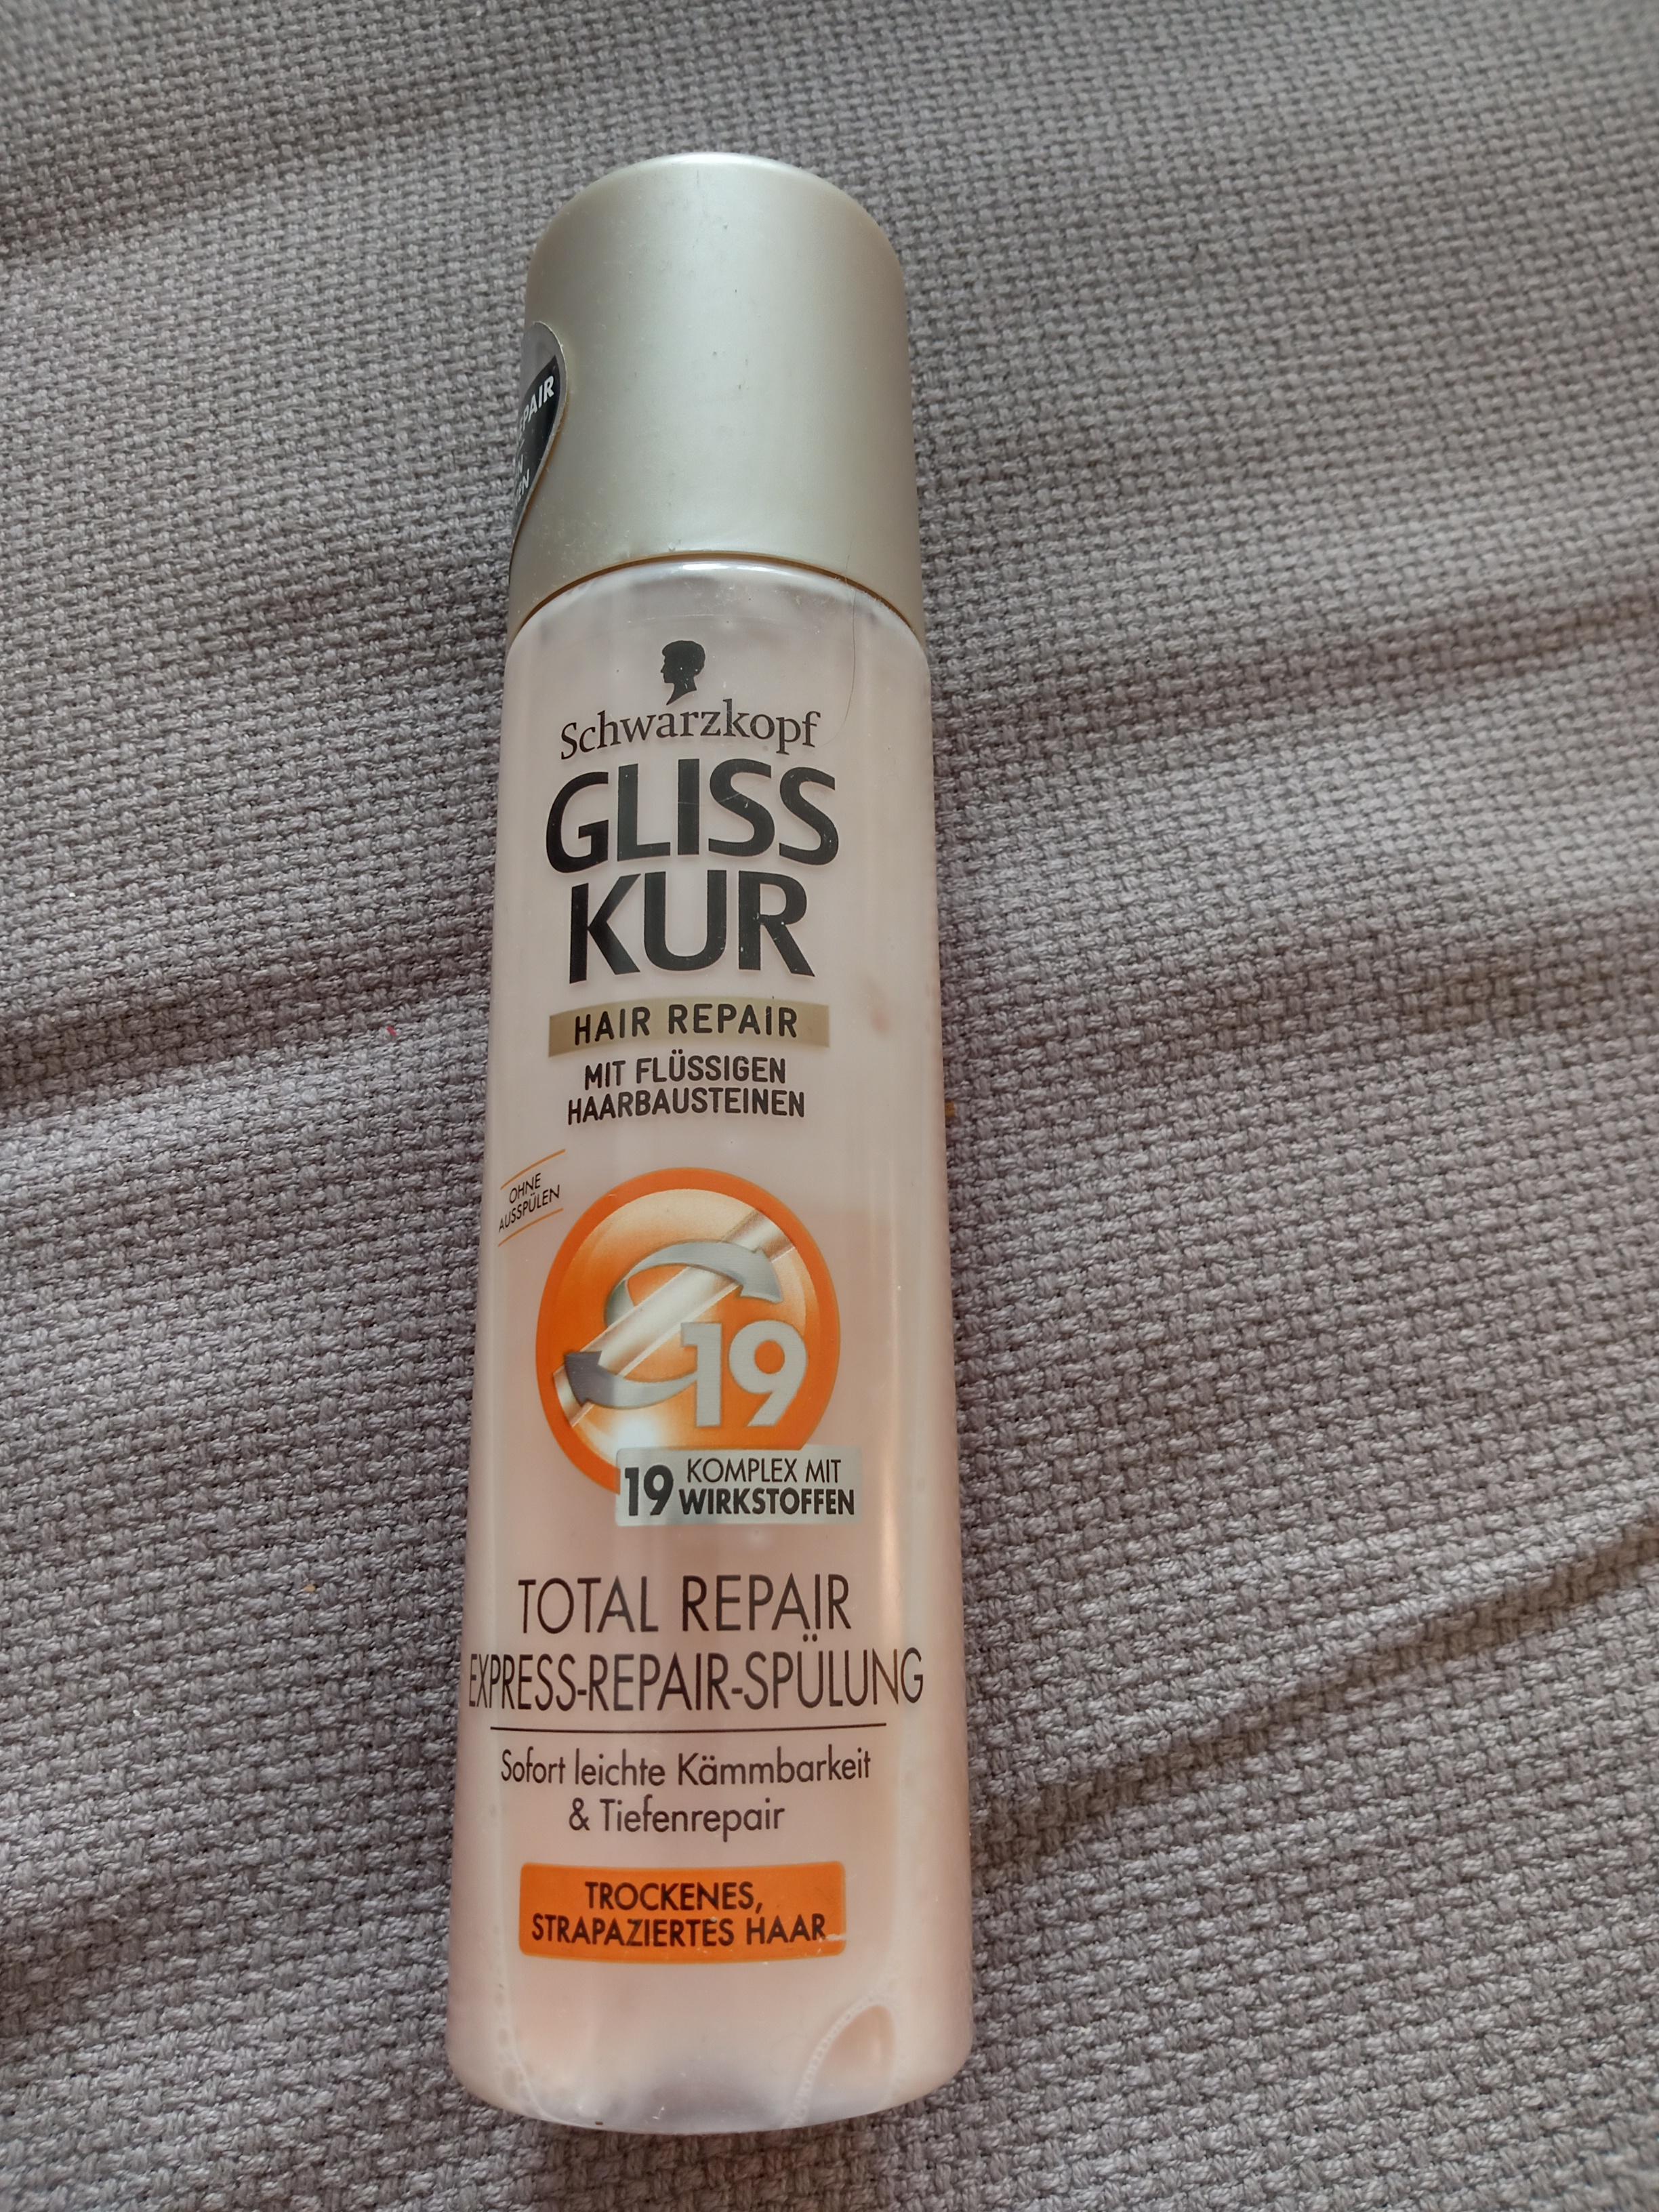 EPAIR
Schwarzkopf
GLISS
KUR
HAIR REPAIR
MIT FLÜSSIGEN
HAARBAUSTEINEN
OHNE
AUSSPÜLEN
19
19 KOMPLEX MIT
WIRKSTOFFEN
TOTAL REPAIR
EXPRESS-REPAIR-SPÜLUNG
Sofort leichte Kämmbarkeit
& Tiefenrepair
TROCKENES,
STRAPAZIERTES HAAR